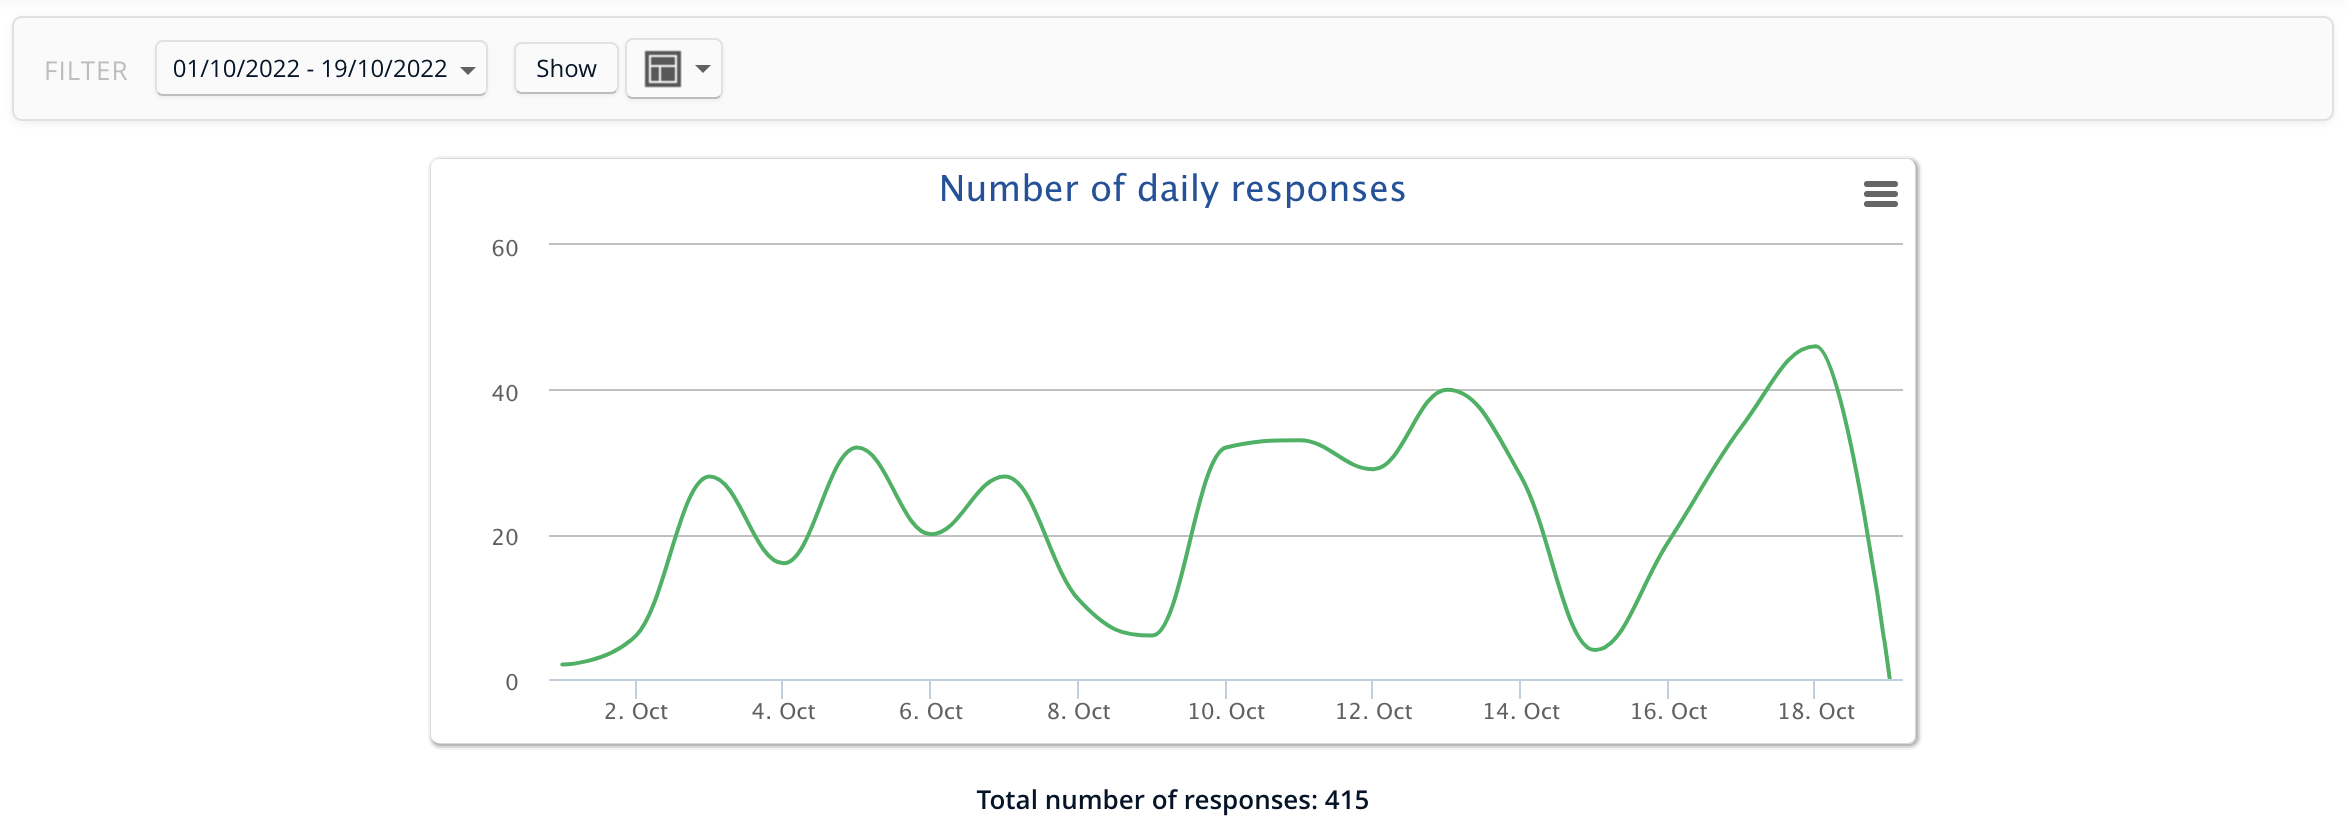 FILTER 01/10/2022 - 19/10/2022 Show
Number of daily responses
60
40
20
0
2. Oct 4. Oct 6. Oct 8. Oct 10. Oct 12. Oct 14. Oct 16. Oct 18. Oct
Total number of responses: 415